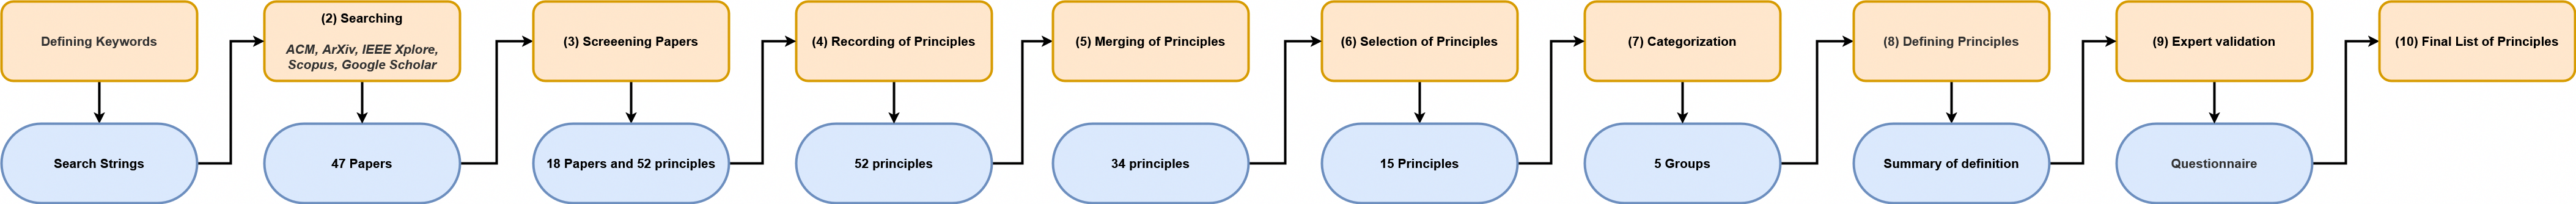 Defining Keywords
(2) Searching
ACM, ArXiv, IEEE Xplore,
Scopus, Google Scholar
(3) Screeening Papers
(4) Recording of Principles
(5) Merging of Principles
(6) Selection of Principles
(7) Categorization
(8) Defining Principles
(9) Expert validation
(10) Final List of Principles
Search Strings
47 Papers
18 Papers and 52 principles
52 principles
34 principles
15 Principles
5 Groups
Summary of definition
Questionnaire